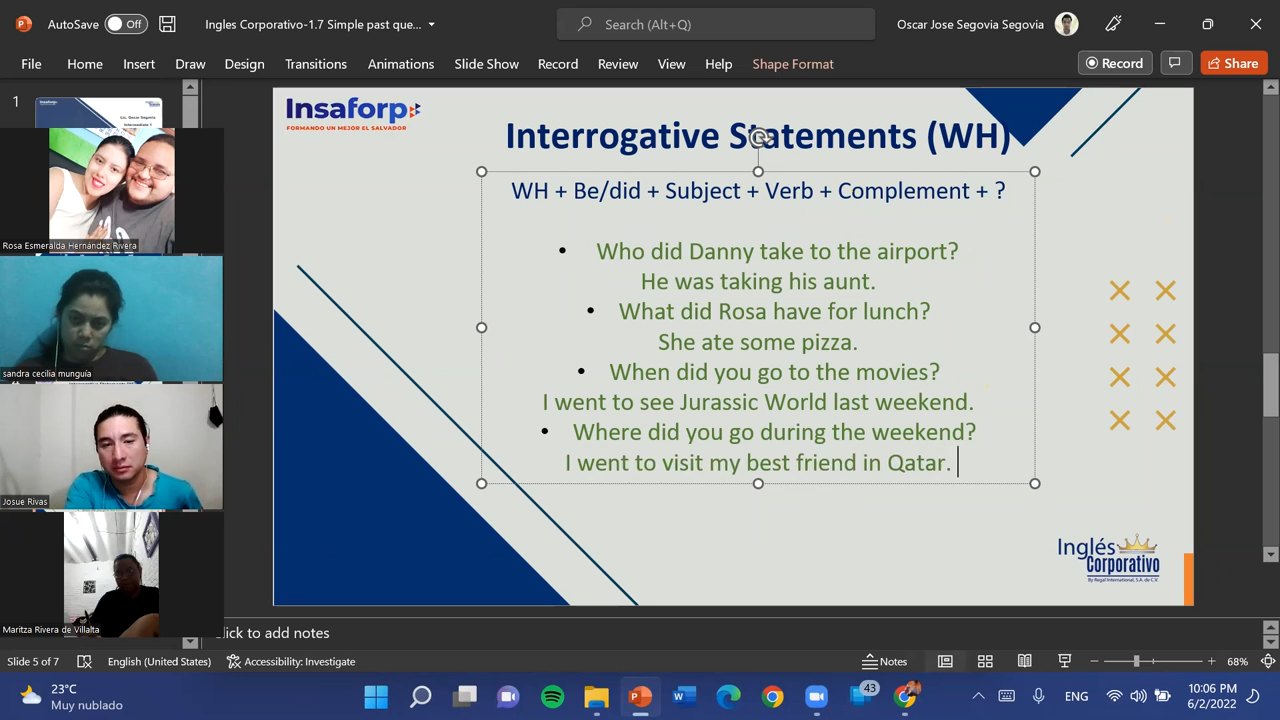 AutoSave Off
Ingles Corporativo-1.7 Simple past que...
Search (Alt+Q)
Oscar Jose Segovia Segovia
File Home Insert Draw Design Transitions Animations Slide Show Record Review View Help Shape Format
Record
Share
1
Insaforp
FORMANDO UN MEJOR EL SALVADOR
Interrogative Statements (WH)
WH + Be/did + Subject + Verb + Complement + ?
• Who did Danny take to the airport?
He was taking his aunt.
• What did Rosa have for lunch?
She ate some pizza.
• When did you go to the movies?
I went to see Jurassic World last weekend.
• Where did you go during the weekend?
I went to visit my best friend in Qatar.
Inglés
Corporativo
By Regal International, S.A. de C.V.
Rosa Esmeralda Hernández Rivera
sandra cecilia munguía
Josue Rivas
Maritza Rivera de Villalta
lick to add notes
Slide 5 of 7
English (United States)
Accessibility: Investigate
Notes
68%
23°C
Muy nublado
43
ENG
10:06 PM
6/2/2022